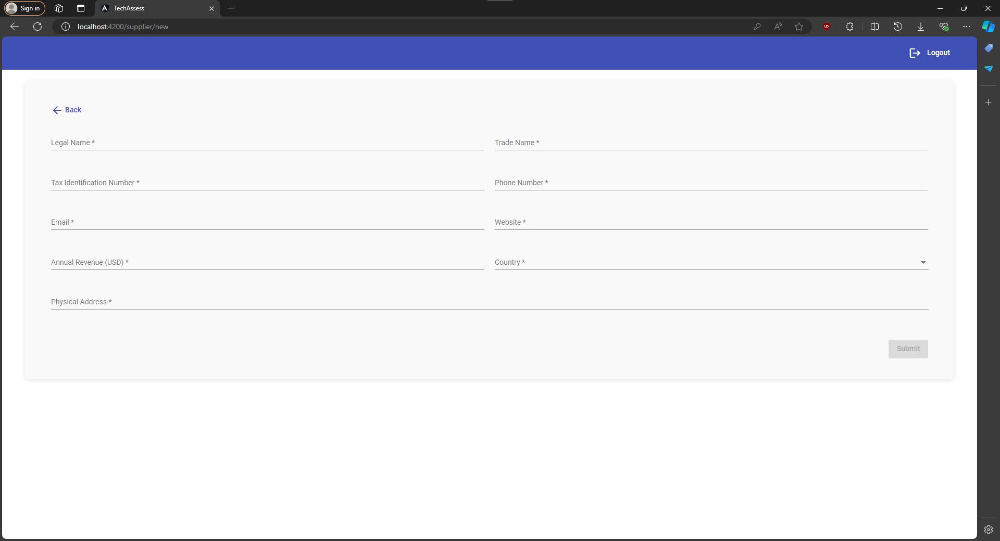 Sign in
TechAssess
localhost:4200/supplier/new
Logout
Back
Legal Name *
Trade Name *
Tax Identification Number *
Phone Number *
Email *
Website *
Annual Revenue (USD) *
Country *
Physical Address *
Submit